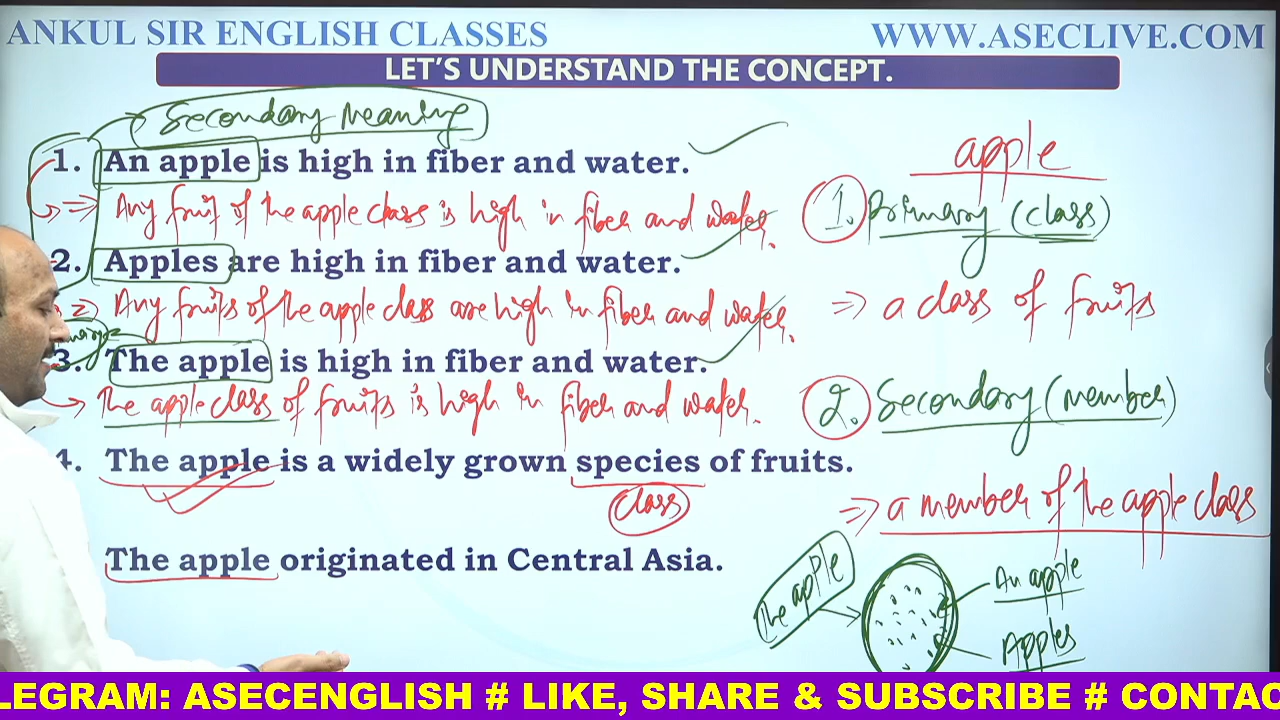 ANKUL SIR ENGLISH CLASSES
WWW.ASECLIVE.COM
LET'S UNDERSTAND THE CONCEPT.
Secondary Meaning
1. An apple is high in fiber and water.
⇒ Any fruit of the apple class is high in fiber and water.
2. Apples are high in fiber and water.
⇒ Any fruits of the apple class are high in fiber and water.
3. The apple is high in fiber and water.
→ The apple class of fruits is high in fiber and water.
4. The apple is a widely grown species of fruits.
class
The apple originated in Central Asia.
apple
1. Primary (class)
⇒ a class of fruits
2. Secondary (member)
⇒ a member of the apple class
The apple
An apple
Apples
LEGRAM: ASECENGLISH # LIKE, SHARE & SUBSCRIBE # CONTAC